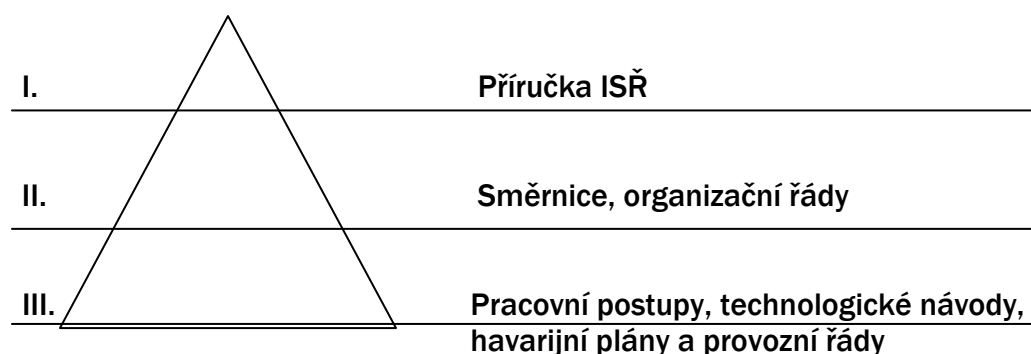 I. Příručka ISŘ
II. Směrnice, organizační řády
III. Pracovní postupy, technologické návody,
havarijní plány a provozní řády